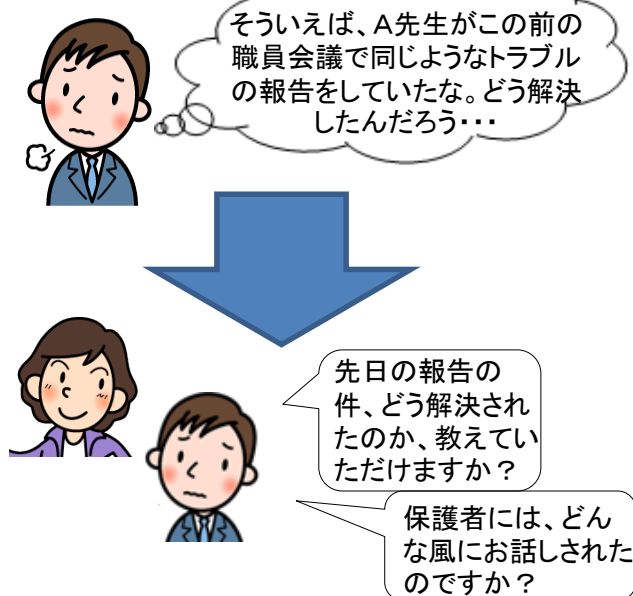 そういえば、A先生がこの前の
職員会議で同じようなトラブル
の報告をしていたな。どう解決
したんだろう・・・
先日の報告の
件、どう解決され
たのか、教えてい
ただけますか？
保護者には、どん
な風にお話しされた
のですか？